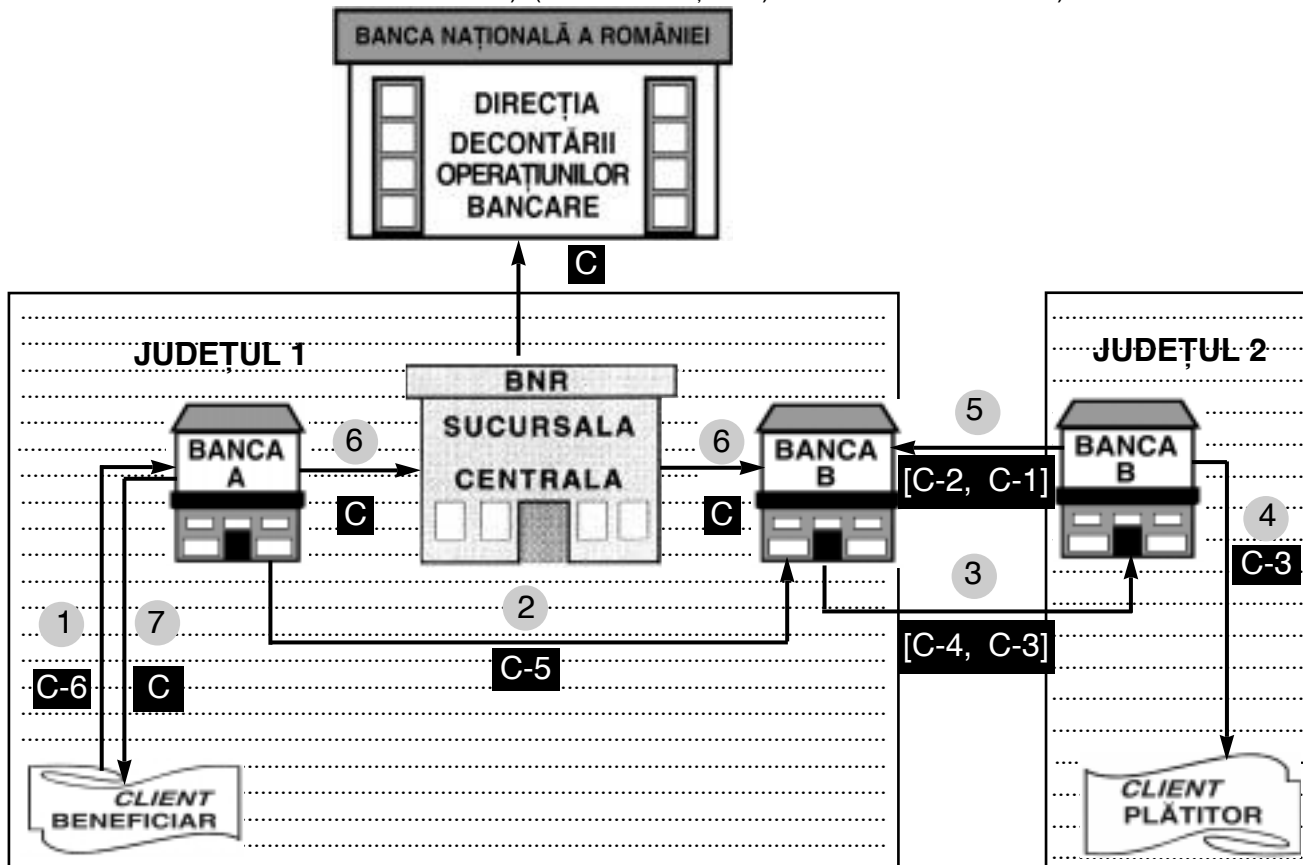 BANCA NAȚIONALĂ A ROMÂNIEI
DIRECȚIA
DECONTĂRII
OPERAȚIUNILOR
BANCARE
C
JUDEȚUL 1
JUDEȚUL 2
BNR
SUCURSALA
CENTRALA
BANCA
A
6
C
6
C
BANCA
B
5
[C-2, C-1]
BANCA
B
4
C-3
3
[C-4, C-3]
2
C-5
1
C-6
7
C
CLIENT
BENEFICIAR
CLIENT
PLĂTITOR